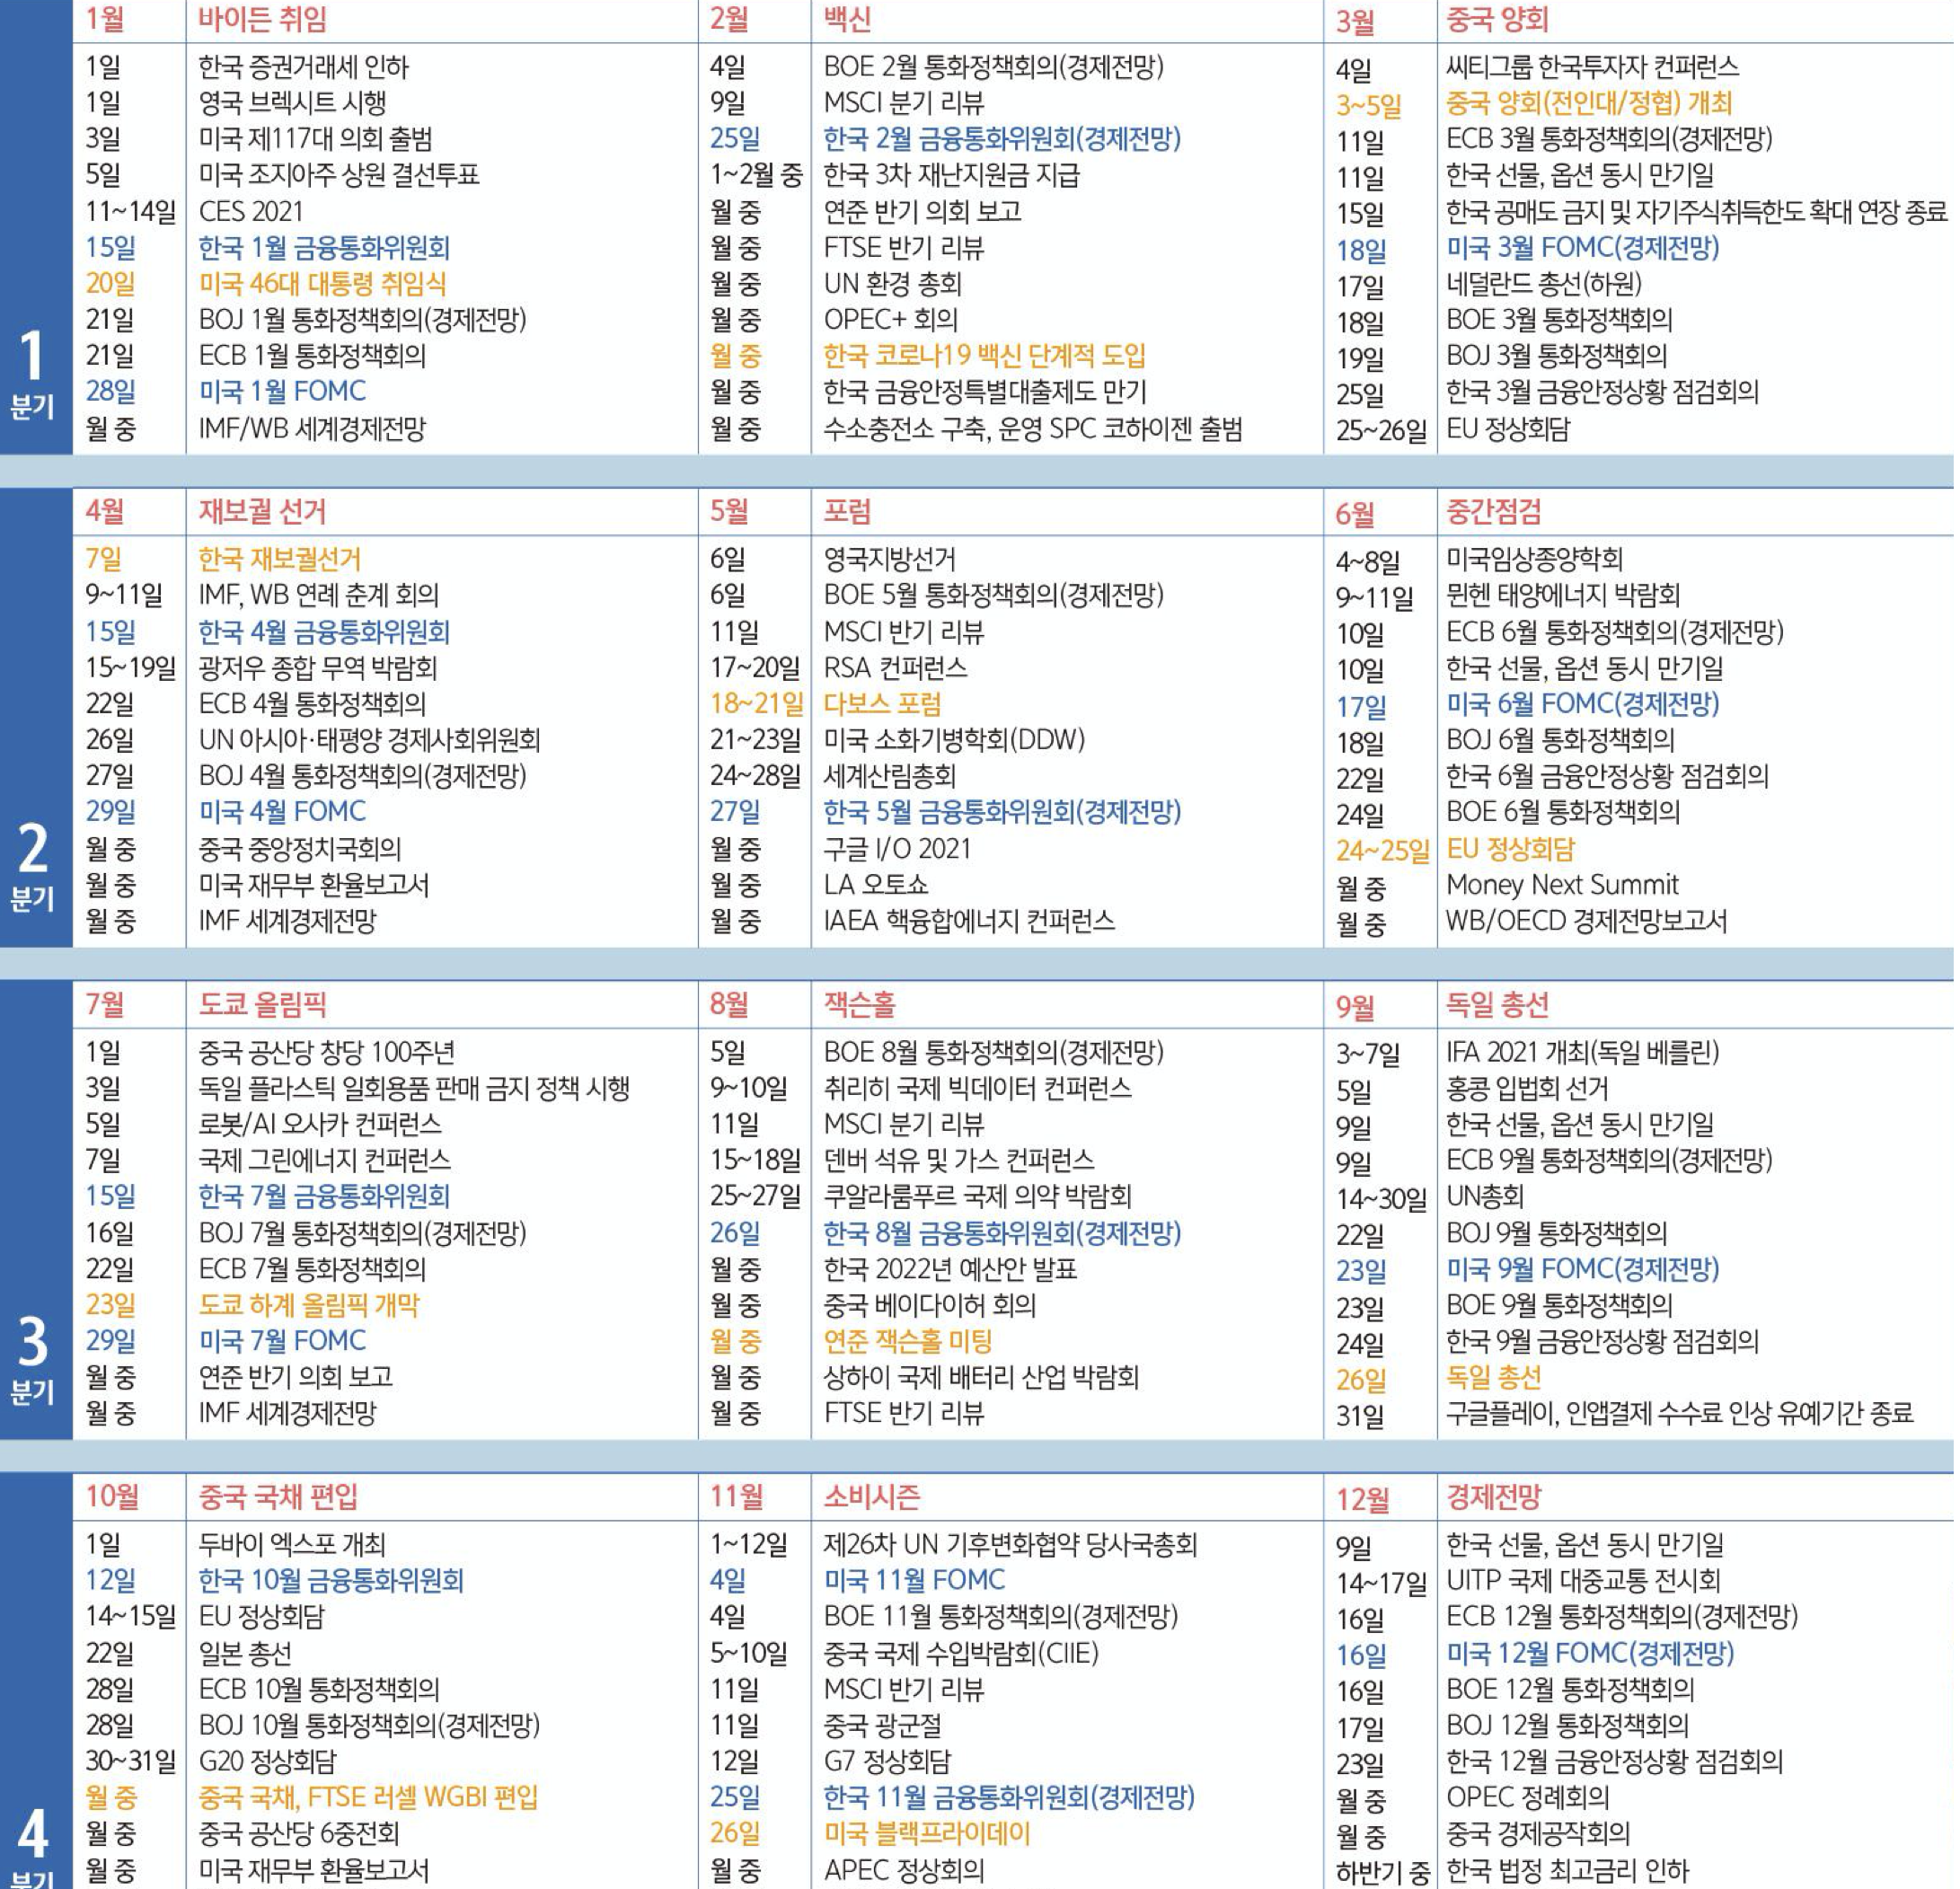 1분기
1월 바이든 취임
1일 한국 증권거래세 인하
1일 영국 브렉시트 시행
3일 미국 제117대 의회 출범
5일 미국 조지아주 상원 결선투표
11~14일 CES 2021
15일 한국 1월 금융통화위원회
20일 미국 46대 대통령 취임식
21일 BOJ 1월 통화정책회의(경제전망)
21일 ECB 1월 통화정책회의
28일 미국 1월 FOMC
월 중 IMF/WB 세계경제전망
2월 백신
4일 BOE 2월 통화정책회의(경제전망)
9일 MSCI 분기 리뷰
25일 한국 2월 금융통화위원회(경제전망)
1~2월 중 한국 3차 재난지원금 지급
월 중 연준 반기 의회 보고
월 중 FTSE 반기 리뷰
월 중 UN 환경 총회
월 중 OPEC+ 회의
월 중 한국 코로나19 백신 단계적 도입
월 중 한국 금융안정특별대출제도 만기
월 중 수소충전소 구축, 운영 SPC 코하이젠 출범
3월 중국 양회
4일 씨티그룹 한국투자자 컨퍼런스
3~5일 중국 양회(전인대/정협) 개최
11일 ECB 3월 통화정책회의(경제전망)
11일 한국 선물, 옵션 동시 만기일
15일 한국 공매도 금지 및 자기주식취득한도 확대 연장 종료
18일 미국 3월 FOMC(경제전망)
17일 네덜란드 총선(하원)
18일 BOE 3월 통화정책회의
19일 BOJ 3월 통화정책회의
25일 한국 3월 금융안정상황 점검회의
25~26일 EU 정상회담
2분기
4월 재보궐 선거
7일 한국 재보궐선거
9~11일 IMF, WB 연례 춘계 회의
15일 한국 4월 금융통화위원회
15~19일 광저우 종합 무역 박람회
22일 ECB 4월 통화정책회의
26일 UN 아시아·태평양 경제사회위원회
27일 BOJ 4월 통화정책회의(경제전망)
29일 미국 4월 FOMC
월 중 중국 중앙정치국회의
월 중 미국 재무부 환율보고서
월 중 IMF 세계경제전망
5월 포럼
6일 영국지방선거
6일 BOE 5월 통화정책회의(경제전망)
11일 MSCI 반기 리뷰
17~20일 RSA 컨퍼런스
18~21일 다보스 포럼
21~23일 미국 소화기병학회(DDW)
24~28일 세계산림총회
27일 한국 5월 금융통화위원회(경제전망)
월 중 구글 I/O 2021
월 중 LA 오토쇼
월 중 IAEA 핵융합에너지 컨퍼런스
6월 중간점검
4~8일 미국임상종양학회
9~11일 뮌헨 태양에너지 박람회
10일 ECB 6월 통화정책회의(경제전망)
10일 한국 선물, 옵션 동시 만기일
17일 미국 6월 FOMC(경제전망)
18일 BOJ 6월 통화정책회의
22일 한국 6월 금융안정상황 점검회의
24일 BOE 6월 통화정책회의
24~25일 EU 정상회담
월 중 Money Next Summit
월 중 WB/OECD 경제전망보고서
3분기
7월 도쿄 올림픽
1일 중국 공산당 창당 100주년
3일 독일 플라스틱 일회용품 판매 금지 정책 시행
5일 로봇/AI 오사카 컨퍼런스
7일 국제 그린에너지 컨퍼런스
15일 한국 7월 금융통화위원회
16일 BOJ 7월 통화정책회의(경제전망)
22일 ECB 7월 통화정책회의
23일 도쿄 하계 올림픽 개막
29일 미국 7월 FOMC
월 중 연준 반기 의회 보고
월 중 IMF 세계경제전망
8월 잭슨홀
5일 BOE 8월 통화정책회의(경제전망)
9~10일 취리히 국제 빅데이터 컨퍼런스
11일 MSCI 분기 리뷰
15~18일 덴버 석유 및 가스 컨퍼런스
25~27일 쿠알라룸푸르 국제 의약 박람회
26일 한국 8월 금융통화위원회(경제전망)
월 중 한국 2022년 예산안 발표
월 중 중국 베이다이허 회의
월 중 연준 잭슨홀 미팅
월 중 상하이 국제 배터리 산업 박람회
월 중 FTSE 반기 리뷰
9월 독일 총선
3~7일 IFA 2021 개최(독일 베를린)
5일 홍콩 입법회 선거
9일 한국 선물, 옵션 동시 만기일
9일 ECB 9월 통화정책회의(경제전망)
14~30일 UN총회
22일 BOJ 9월 통화정책회의
23일 미국 9월 FOMC(경제전망)
23일 BOE 9월 통화정책회의
24일 한국 9월 금융안정상황 점검회의
26일 독일 총선
31일 구글플레이, 인앱결제 수수료 인상 유예기간 종료
4분기
10월 중국 국채 편입
1일 두바이 엑스포 개최
12일 한국 10월 금융통화위원회
14~15일 EU 정상회담
22일 일본 총선
28일 ECB 10월 통화정책회의
28일 BOJ 10월 통화정책회의(경제전망)
30~31일 G20 정상회담
월 중 중국 국채, FTSE 러셀 WGBI 편입
월 중 중국 공산당 6중전회
월 중 미국 재무부 환율보고서
11월 소비시즌
1~12일 제26차 UN 기후변화협약 당사국총회
4일 미국 11월 FOMC
4일 BOE 11월 통화정책회의(경제전망)
5~10일 중국 국제 수입박람회(CIIE)
11일 MSCI 반기 리뷰
11일 중국 광군절
12일 G7 정상회담
25일 한국 11월 금융통화위원회(경제전망)
26일 미국 블랙프라이데이
월 중 APEC 정상회의
12월 경제전망
9일 한국 선물, 옵션 동시 만기일
14~17일 UITP 국제 대중교통 전시회
16일 ECB 12월 통화정책회의(경제전망)
16일 미국 12월 FOMC(경제전망)
16일 BOE 12월 통화정책회의
17일 BOJ 12월 통화정책회의
23일 한국 12월 금융안정상황 점검회의
월 중 OPEC 정례회의
월 중 중국 경제공작회의
하반기 중 한국 법정 최고금리 인하